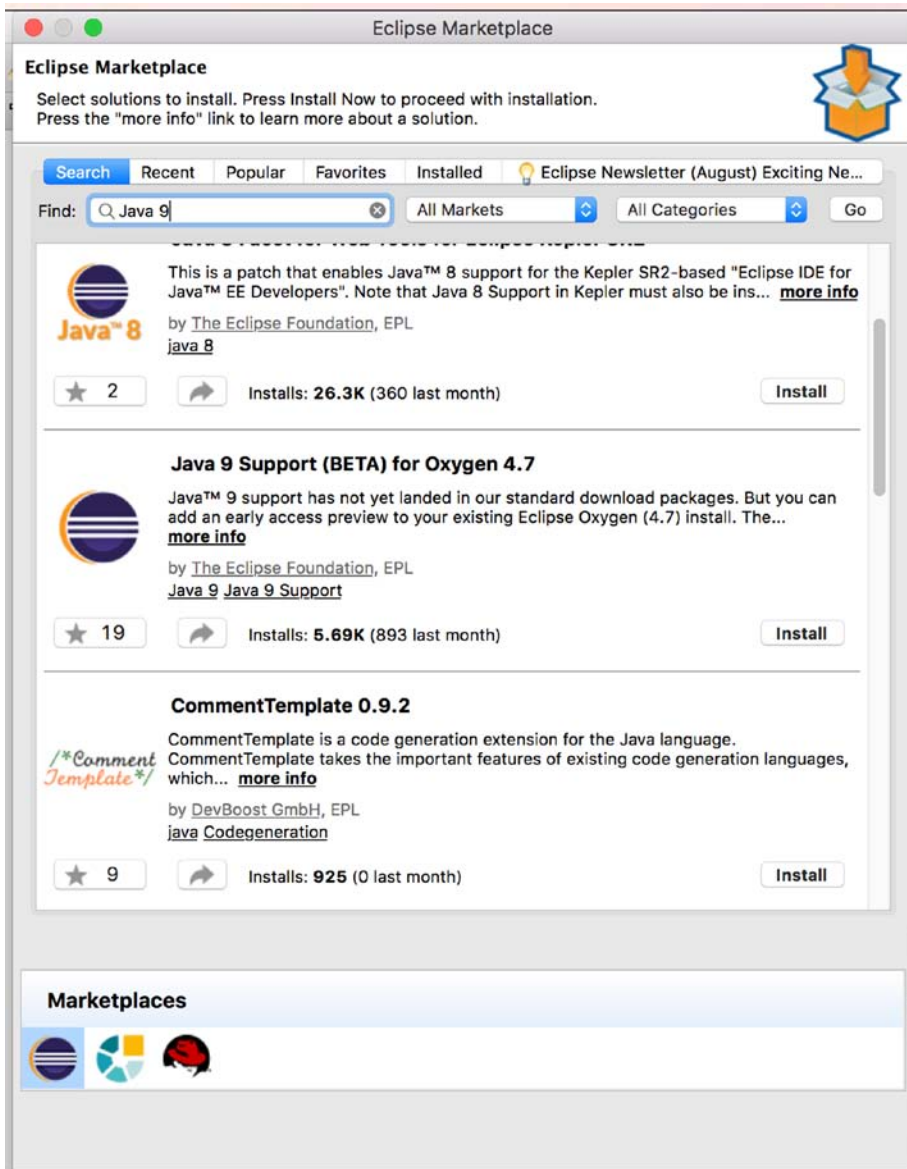 Eclipse Marketplace
Eclipse Marketplace
Select solutions to install. Press Install Now to proceed with installation.
Press the "more info" link to learn more about a solution.
Search Recent Popular Favorites Installed Eclipse Newsletter (August) Exciting Ne...
Find: Java 9 All Markets All Categories Go
This is a patch that enables Java™ 8 support for the Kepler SR2-based "Eclipse IDE for
Java™ EE Developers". Note that Java 8 Support in Kepler must also be ins... more info
Java™ 8
by The Eclipse Foundation, EPL
java 8
2 Installs: 26.3K (360 last month) Install
Java 9 Support (BETA) for Oxygen 4.7
Java™ 9 support has not yet landed in our standard download packages. But you can
add an early access preview to your existing Eclipse Oxygen (4.7) install. The...
more info
by The Eclipse Foundation, EPL
Java 9 Java 9 Support
19 Installs: 5.69K (893 last month) Install
CommentTemplate 0.9.2
CommentTemplate is a code generation extension for the Java language.
/*Comment CommentTemplate takes the important features of existing code generation languages,
Template*/ which... more info
by DevBoost GmbH, EPL
java Codegeneration
9 Installs: 925 (0 last month) Install
Marketplaces